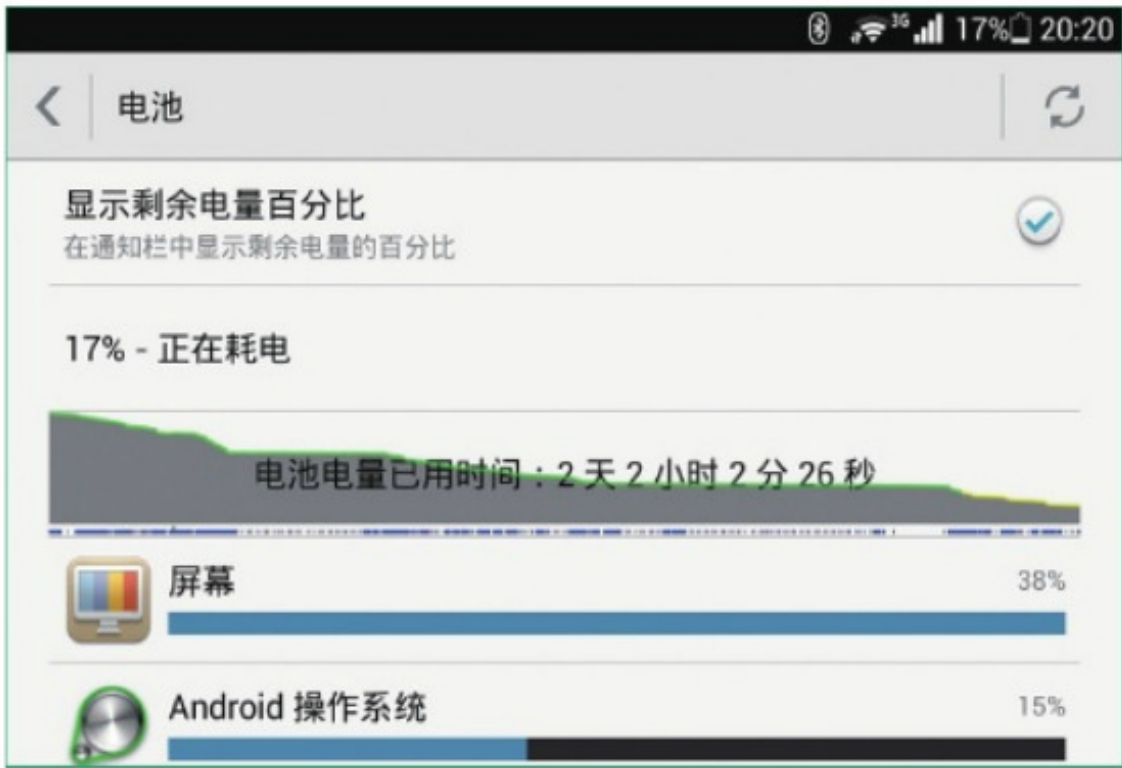 3G 17% 20:20
电池
显示剩余电量百分比
在通知栏中显示剩余电量的百分比
17% - 正在耗电
电池电量已用时间：2 天 2 小时 2 分 26 秒
屏幕 38%
Android 操作系统 15%